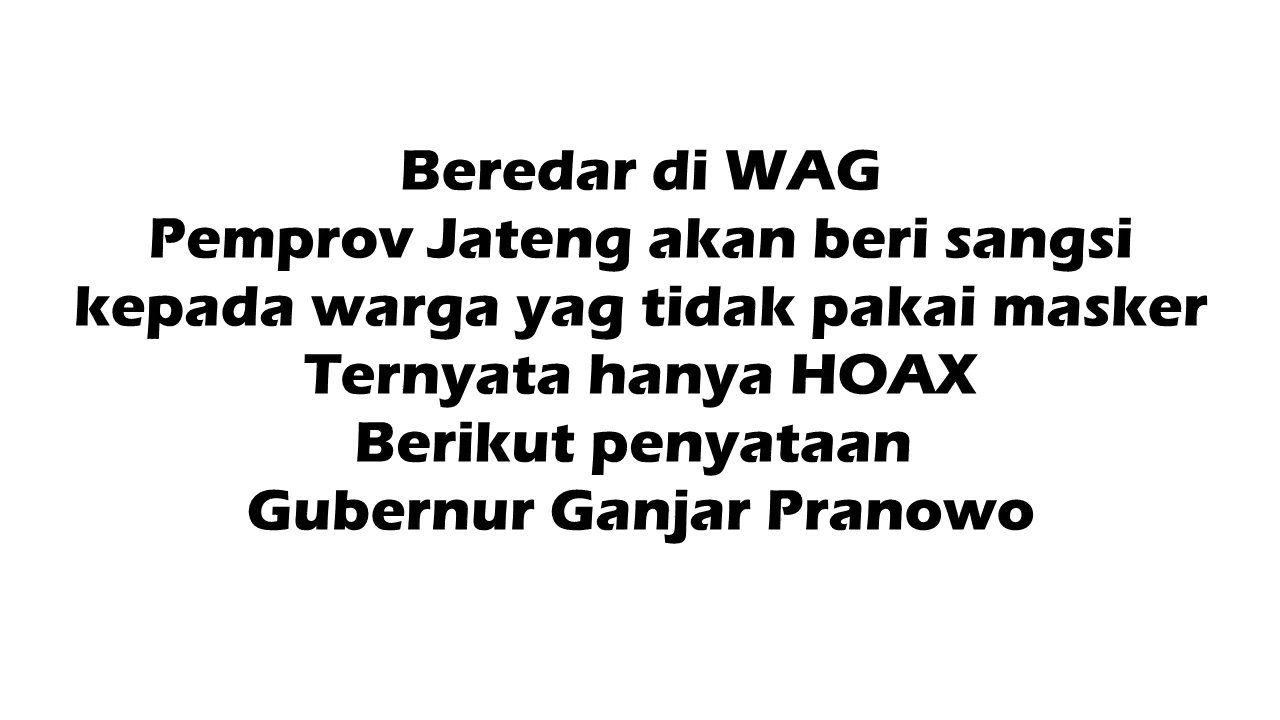 Beredar di WAG
Pemprov Jateng akan beri sangsi
kepada warga yag tidak pakai masker
Ternyata hanya HOAX
Berikut penyataan
Gubernur Ganjar Pranowo